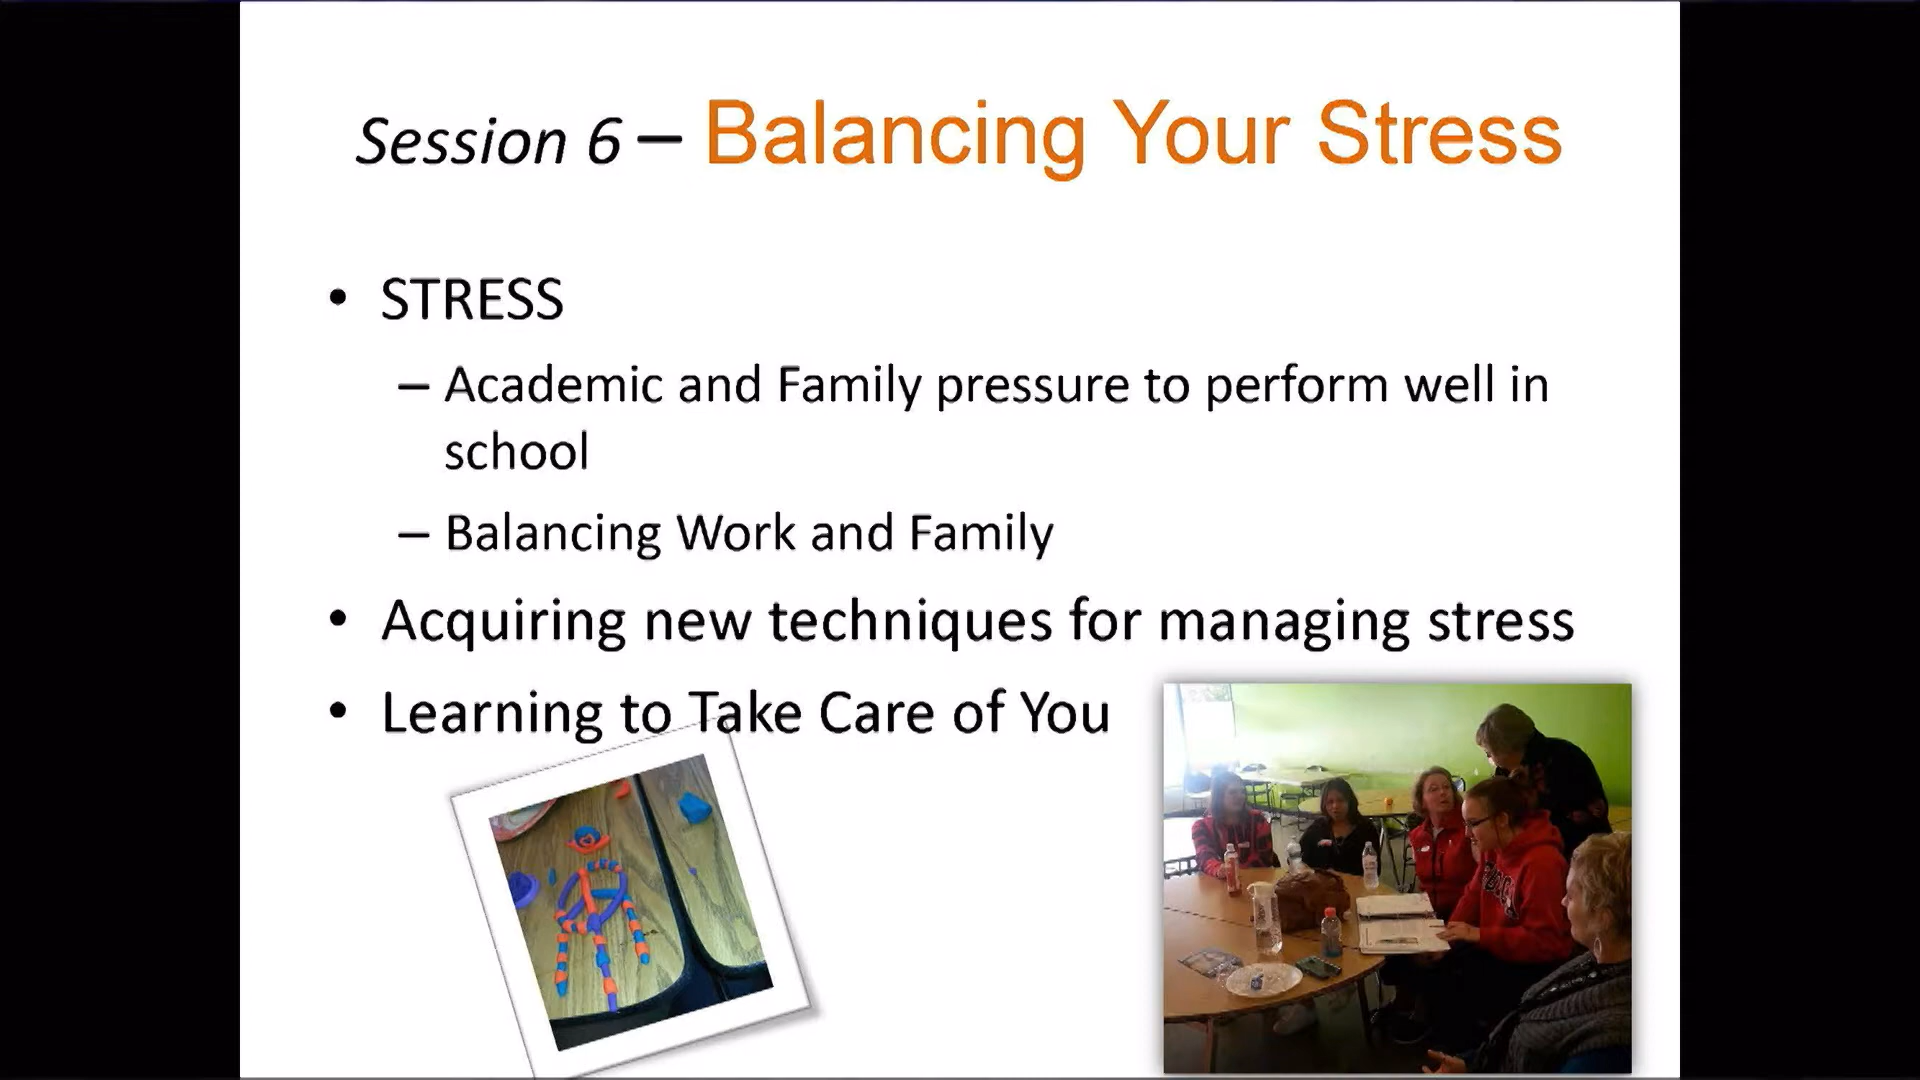 Session 6 – Balancing Your Stress
• STRESS
– Academic and Family pressure to perform well in
school
– Balancing Work and Family
• Acquiring new techniques for managing stress
• Learning to Take Care of You